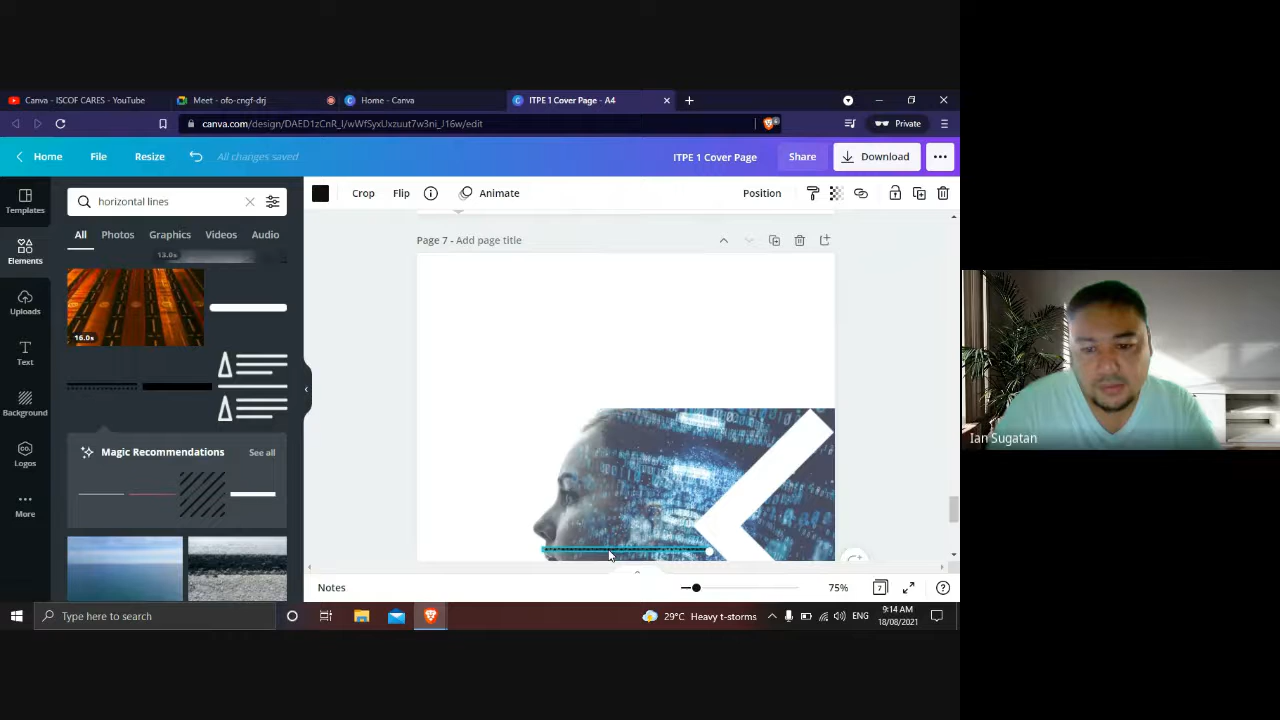 Canva - ISCOF CARES - YouTube
Meet - ofo-cngf-drj
Home - Canva
ITPE 1 Cover Page - A4
canva.com/design/DAED1zCnR_I/wWfSyxUxzuut7w3ni_J16w/edit
Private
Home
File
Resize
All changes saved
ITPE 1 Cover Page
Share
Download
Templates
Elements
Uploads
Text
Background
Logos
More
horizontal lines
All
Photos
Graphics
Videos
Audio
13.0s
16.0s
Magic Recommendations
See all
Crop
Flip
Animate
Position
Page 7 - Add page title
Notes
75%
7
Type here to search
29°C Heavy t-storms
ENG
9:14 AM
18/08/2021
Ian Sugatan